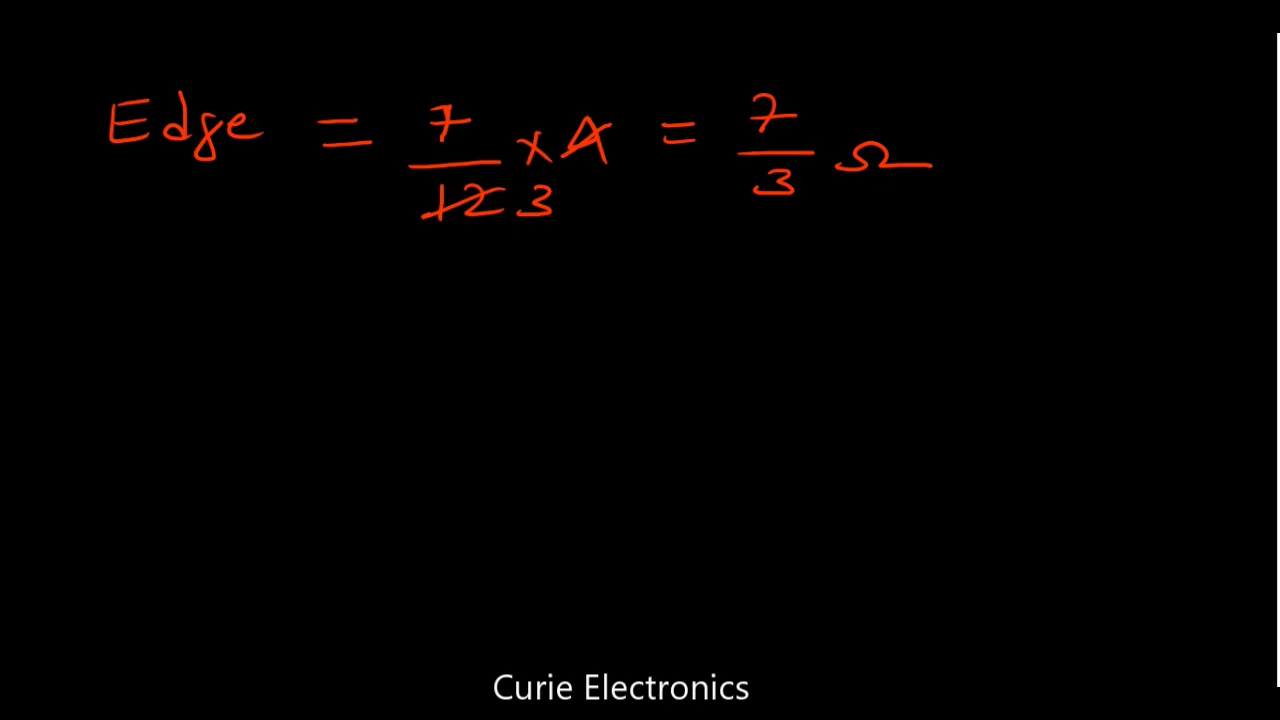 Edge = 7/12 3 × 4 = 7/3 Ω
Curie Electronics